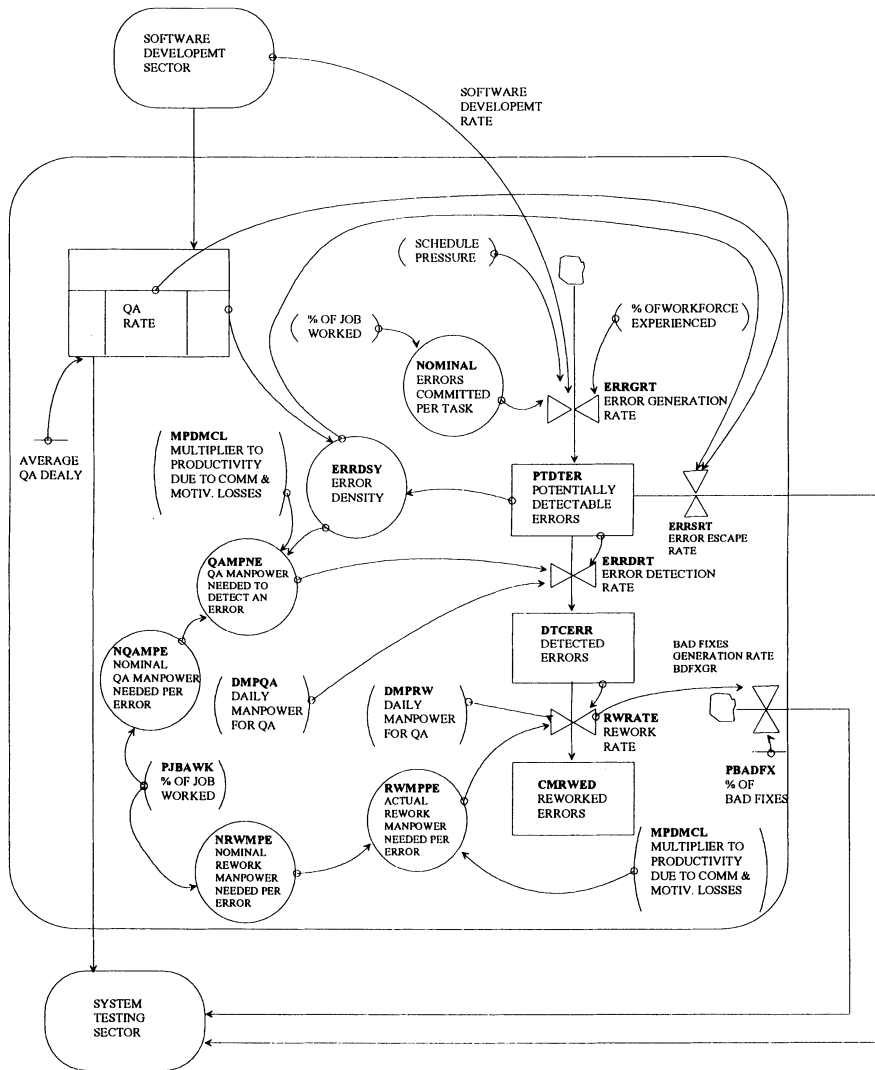 SOFTWARE
DEVELOPEMT
SECTOR
SOFTWARE
DEVELOPEMT
RATE
SCHEDULE
PRESSURE
QA
RATE
% OF JOB
WORKED
% OFWORKFORCE
EXPERIENCED
NOMINAL
ERRORS
COMMITTED
PER TASK
ERRGRT
ERROR GENERATION
RATE
AVERAGE
QA DEALY
MPDMCL
MULTIPLIER TO
PRODUCTIVITY
DUE TO COMM &
MOTIV. LOSSES
ERRDSY
ERROR
DENSITY
PTDTER
POTENTIALLY
DETECTABLE
ERRORS
ERRSRT
ERROR ESCAPE
RATE
QAMPNE
QA MANPOWER
NEEDED TO
DETECT AN
ERROR
ERRDRT
ERROR DETECTION
RATE
NQAMPE
NOMINAL
QA MANPOWER
NEEDED PER
ERROR
DTCERR
DETECTED
ERRORS
BAD FIXES
GENERATION RATE
BDFXGR
DMPQA
DAILY
MANPOWER
FOR QA
DMPRW
DAILY
MANPOWER
FOR QA
RWRATE
REWORK
RATE
PJBAWK
% OF JOB
WORKED
RWMPPE
ACTUAL
REWORK
MANPOWER
NEEDED PER
ERROR
CMRWED
REWORKED
ERRORS
PBADFX
% OF
BAD FIXES
NRWMPE
NOMINAL
REWORK
MANPOWER
NEEDED PER
ERROR
MPDMCL
MULTIPLIER TO
PRODUCTIVITY
DUE TO COMM &
MOTIV. LOSSES
SYSTEM
TESTING
SECTOR